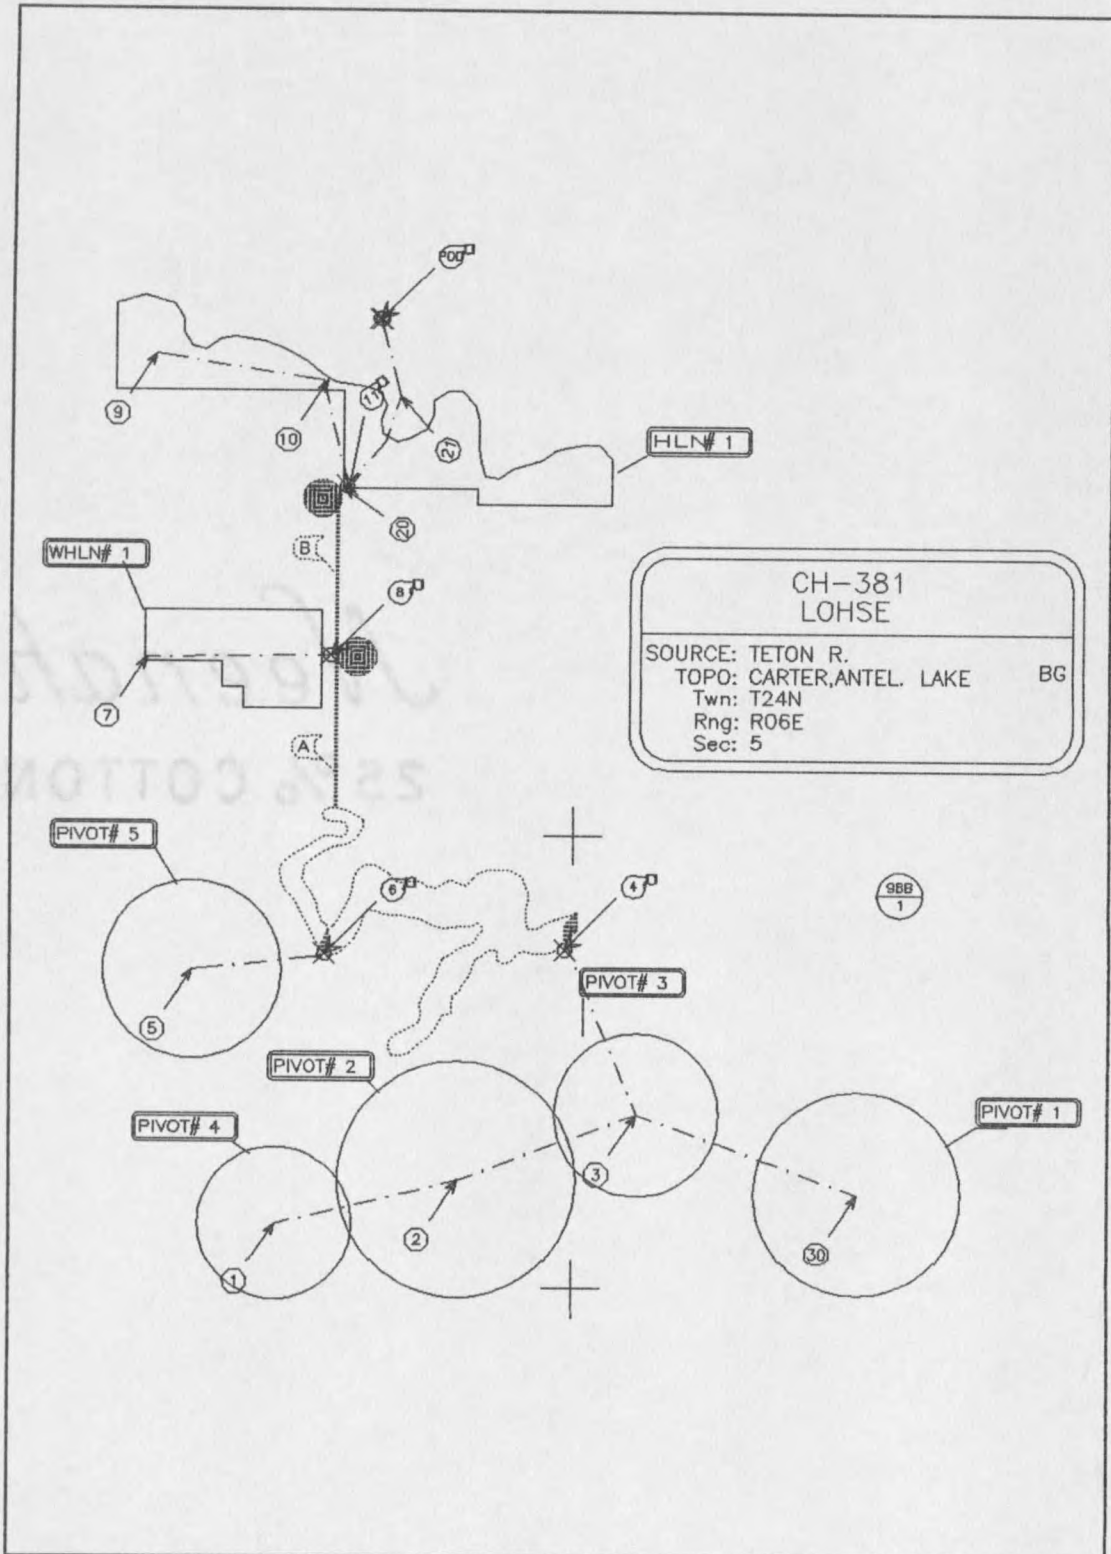 POD
9
10
11
21
HLN# 1
20
B
WHLN# 1
8
7
A
CH-381
LOHSE
SOURCE: TETON R.
TOPO: CARTER,ANTEL. LAKE BG
Twn: T24N
Rng: R06E
Sec: 5
25% COTTON
PIVOT# 5
6
4
9BB
1
5
PIVOT# 3
PIVOT# 2
PIVOT# 4
PIVOT# 1
3
2
1
30